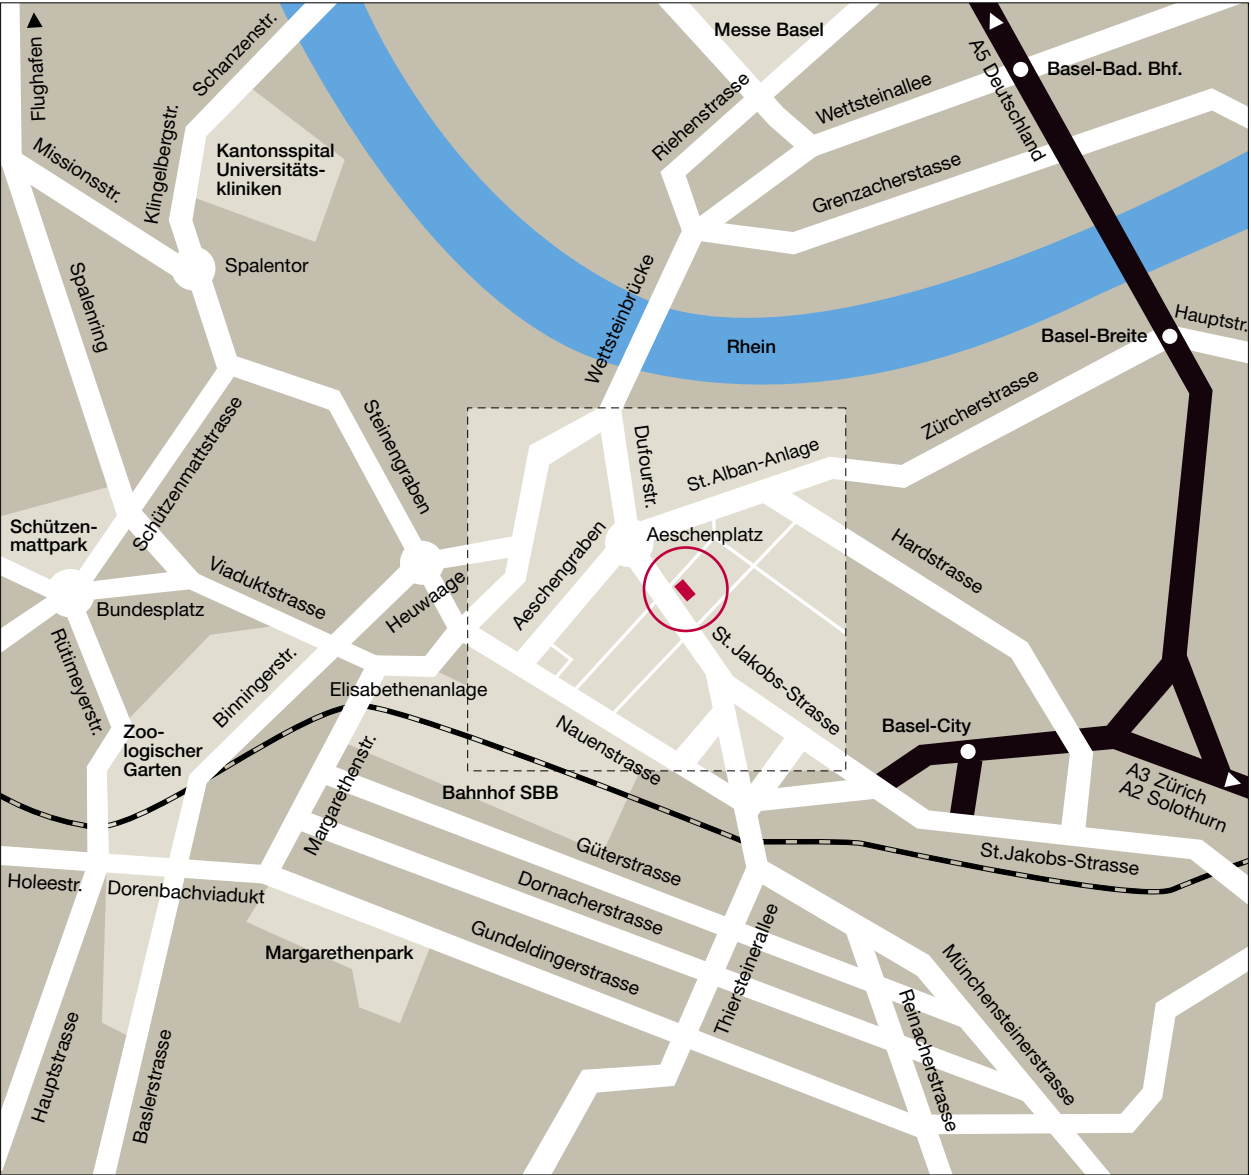 Flughafen
Schanzenstr.
Messe Basel
A5 Deutschland
Basel-Bad. Bhf.
Missionsstr.
Klingelbergstr.
Kantonsspital
Universitäts-
kliniken
Riehenstrasse
Wettsteinallee
Grenzacherstasse
Spalentor
Spalenring
Wettsteinbrücke
Rhein
Basel-Breite
Hauptstr.
Zürcherstrasse
Schützenmattstrasse
Steinengraben
Dufourstr.
St. Alban-Anlage
Schützen-
mattpark
Aeschenplatz
Aeschengraben
Hardstrasse
Viaduktstrasse
Heuwaage
Bundesplatz
Rütimeyerstr.
Binningerstr.
St. Jakobs-Strasse
Elisabethenanlage
Zoo-
logischer
Garten
Nauenstrasse
Basel-City
A3 Zürich
A2 Solothurn
Margarethenstr.
Bahnhof SBB
Güterstrasse
St.Jakobs-Strasse
Holeestr.
Dorenbachviadukt
Dornacherstrasse
Gundeldingerstrasse
Margarethenpark
Thiersteinerallee
Münchensteinerstrasse
Reinacherstrasse
Hauptstrasse
Baslerstrasse